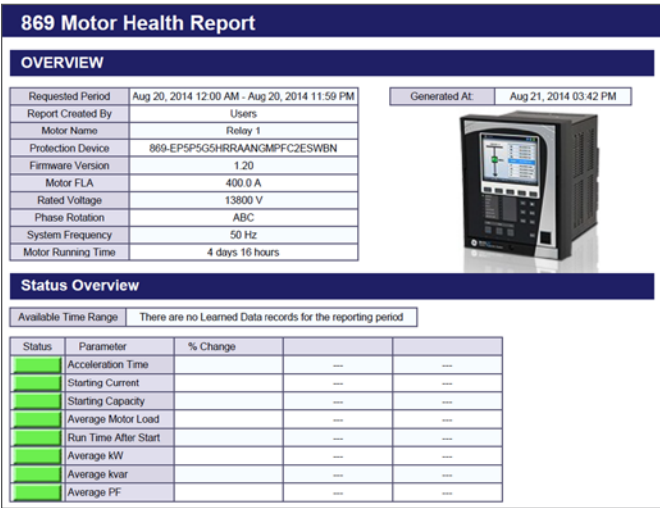 869 Motor Health Report
OVERVIEW
Requested Period Aug 20, 2014 12:00 AM - Aug 20, 2014 11:59 PM Generated At: Aug 21, 2014 03:42 PM
Report Created By Users
Motor Name Relay 1
Protection Device 869-EP5P5G5HRRAANGMPFC2ESWBN
Firmware Version 1.20
Motor FLA 400.0 A
Rated Voltage 13800 V
Phase Rotation ABC
System Frequency 50 Hz
Motor Running Time 4 days 16 hours
Status Overview
Available Time Range There are no Learned Data records for the reporting period
Status Parameter % Change
Acceleration Time --- ---
Starting Current --- ---
Starting Capacity --- ---
Average Motor Load --- ---
Run Time After Start --- ---
Average kW --- ---
Average kvar --- ---
Average PF --- ---